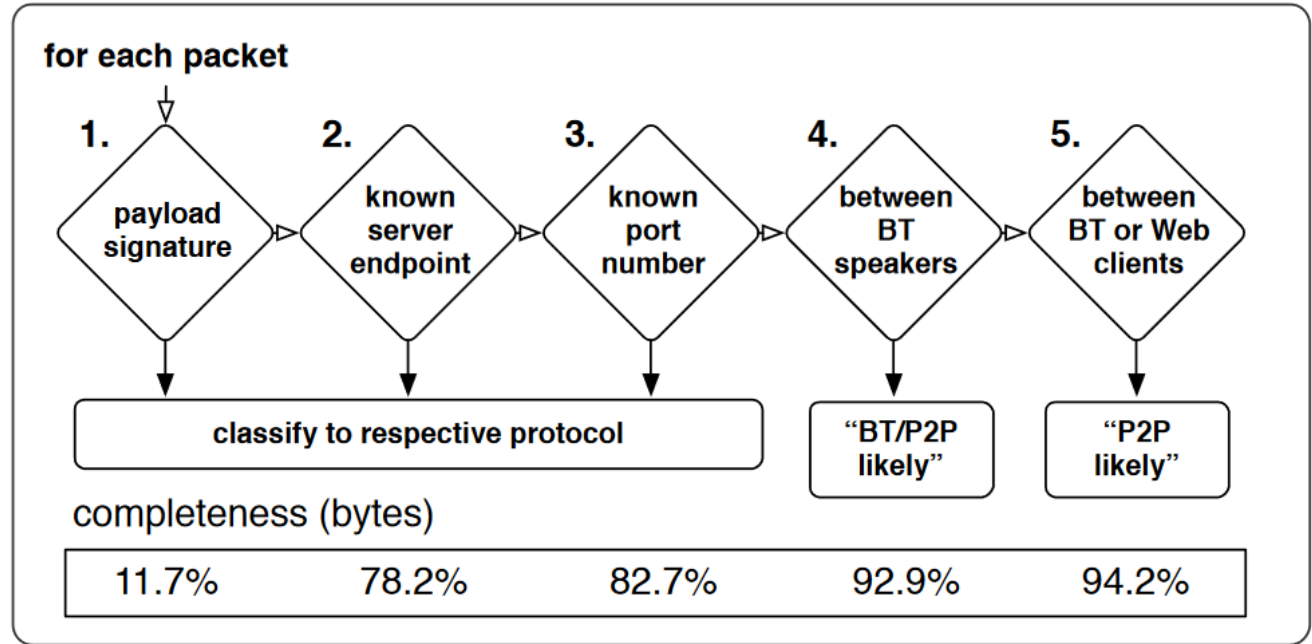 for each packet
1.
payload
signature
2.
known
server
endpoint
3.
known
port
number
4.
between
BT
speakers
5.
between
BT or Web
clients
classify to respective protocol
“BT/P2P
likely”
“P2P
likely”
completeness (bytes)
11.7% 78.2% 82.7% 92.9% 94.2%